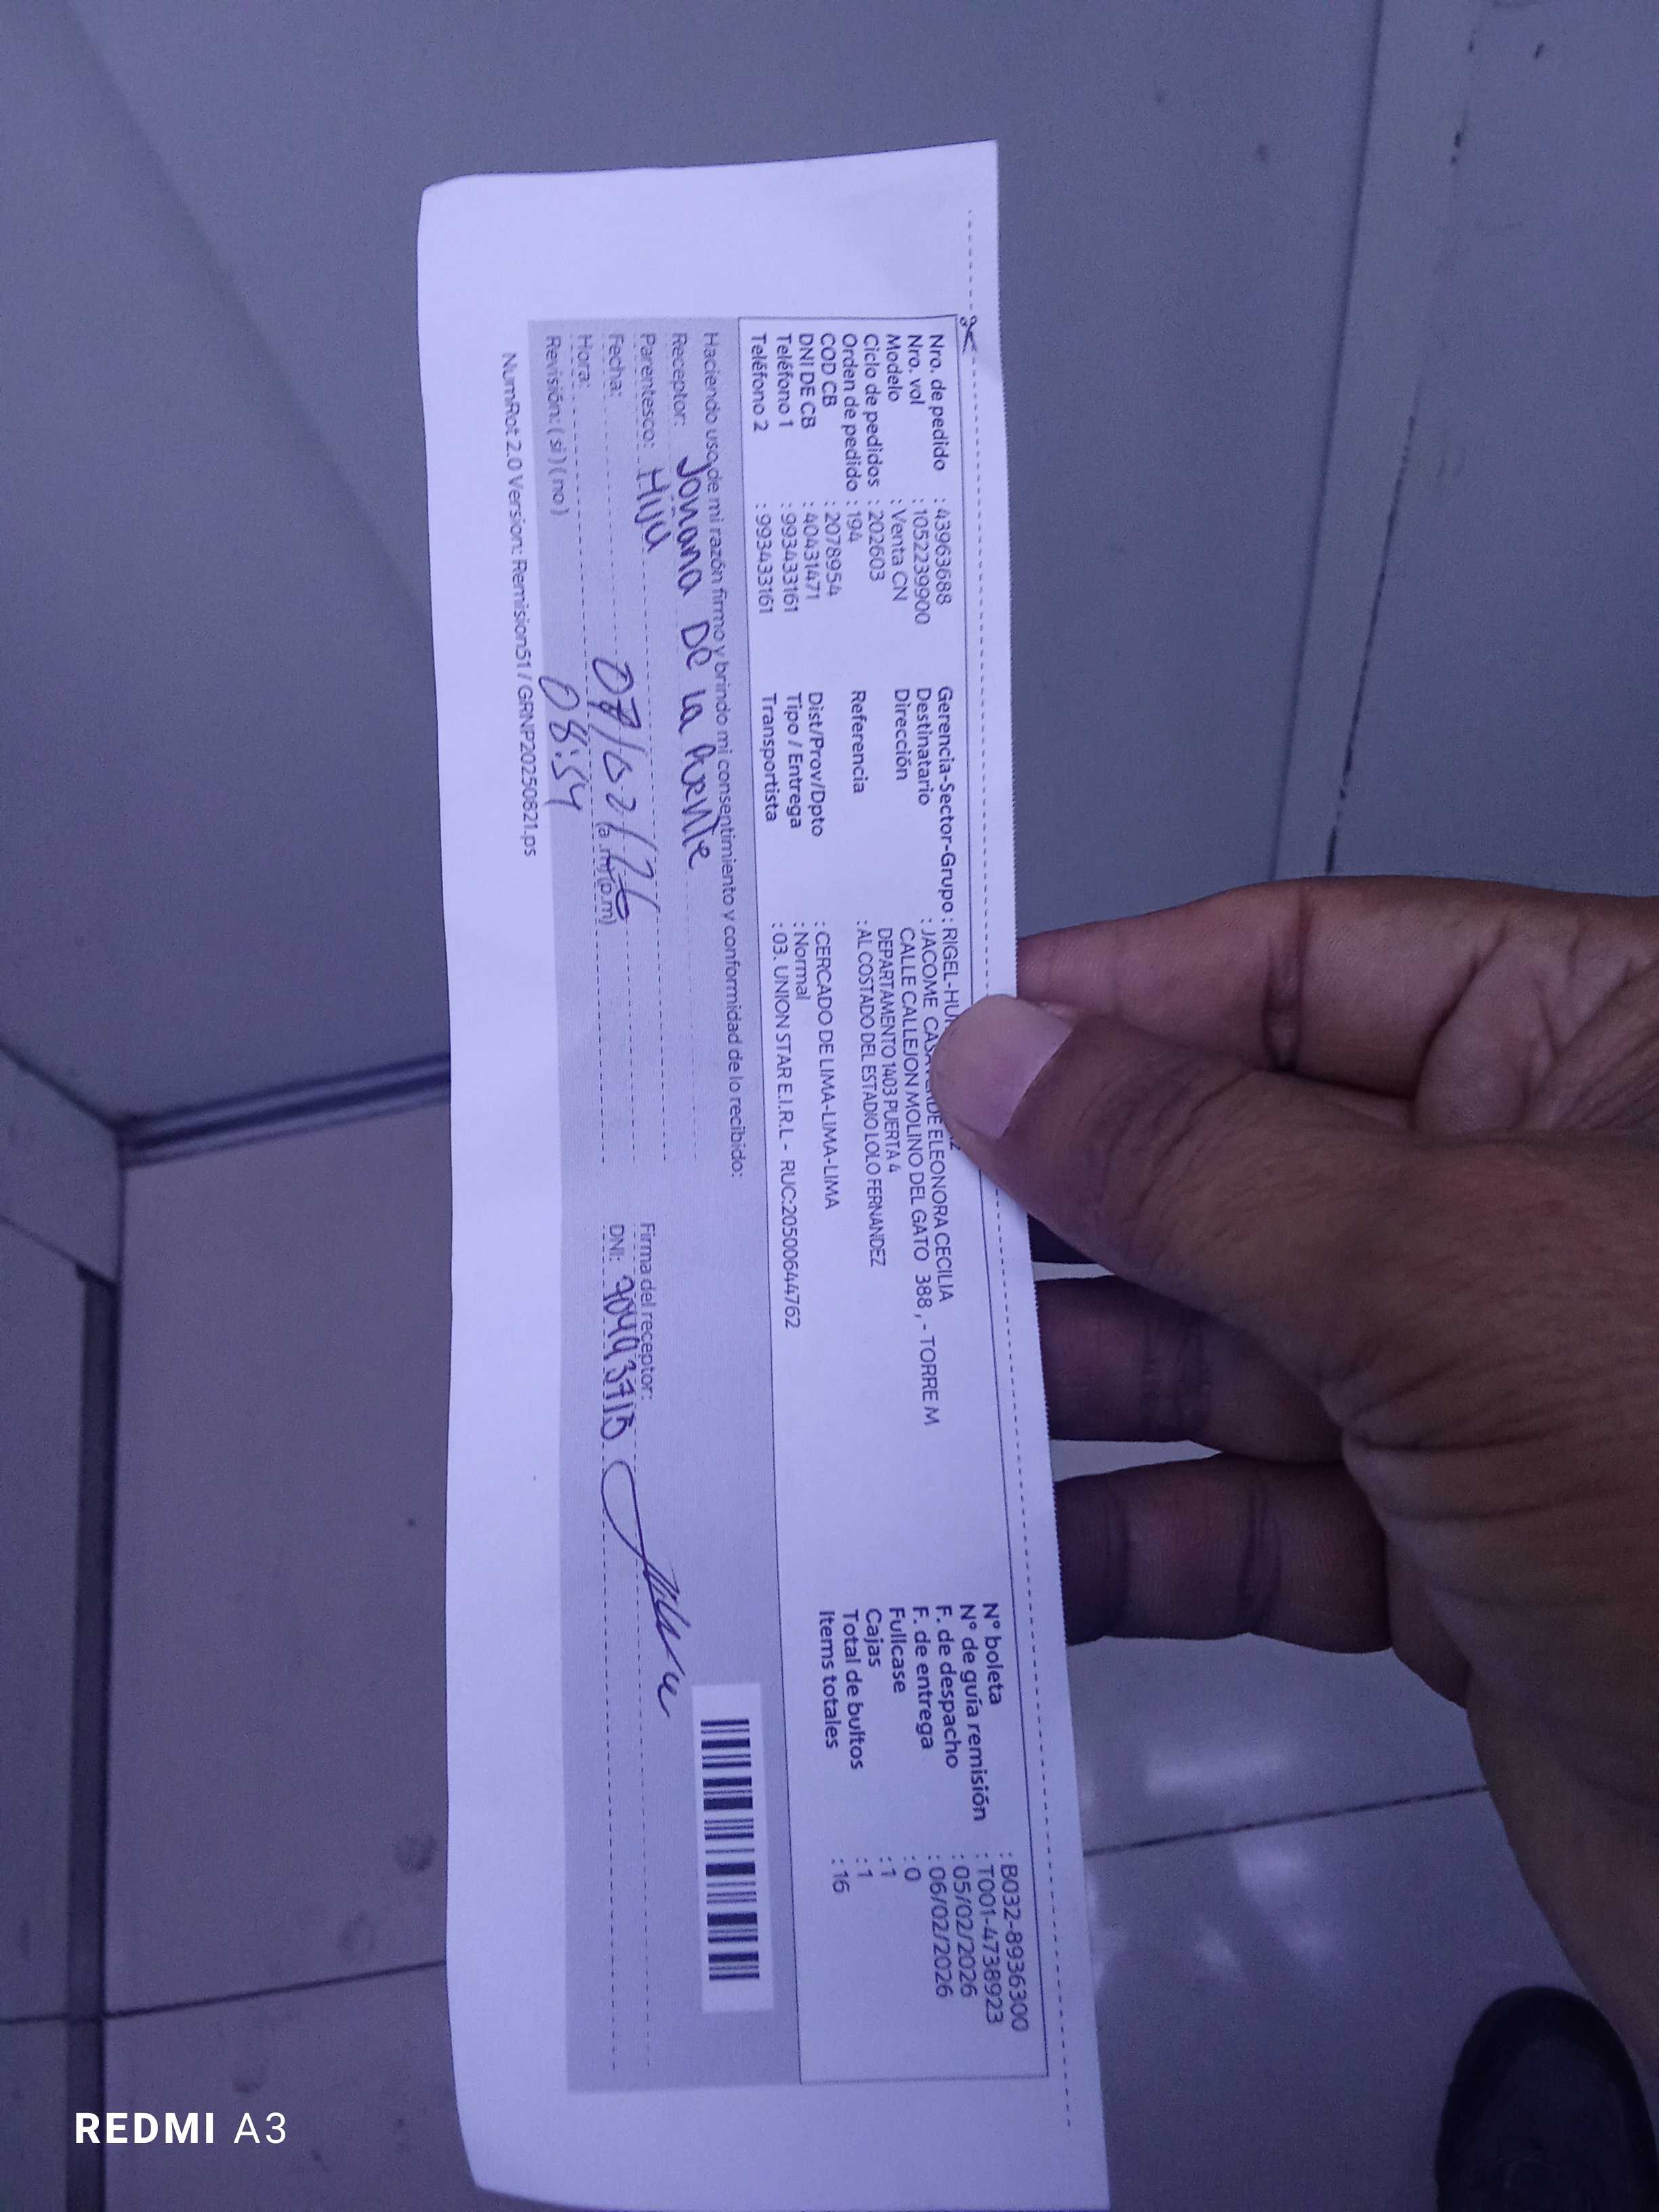 Nro. de pedido : 43963688
Nro. vol : 1052239900
Modelo : Venta CN
Ciclo de pedidos : 202603
Orden de pedido : 194
COD CB : 2078954
DNI DE CB : 40431471
Teléfono 1 : 993433161
Teléfono 2 : 993433161
Gerencia-Sector-Grupo : RIGEL-
Destinatario : JACOME ELEONORA CECILIA
Dirección CALLE CALLEJON MOLINO DEL GATO 388 , - TORRE M
DEPARTAMENTO 1403 PUERTA 4
Referencia : AL COSTADO DEL ESTADIO LOLO FERNANDEZ
Dist/Prov/Dpto : CERCADO DE LIMA-LIMA-LIMA
Tipo / Entrega : Normal
Transportista : 03. UNION STAR E.I.R.L - RUC:20500644762
N° boleta : B032-8936300
N° de guía remisión : T001-4738923
F. de despacho : 05/02/2026
F. de entrega : 06/02/2026
Fullcase : 0
Cajas : 1
Total de bultos : 1
Items totales : 16
Haciendo uso de mi razón firmo y brindo mi consentimiento y conformidad de lo recibido:
Receptor: DE La Puente
Parentesco: Hija
Fecha: 07/02/26
Hora: 08:54 (a.m) (p.m)
Revisión: ( si ) ( no )
Firma del receptor:
DNI:
NumRot 2.0 Version: Remision51 / GRNP20250821.ps
REDMI A3